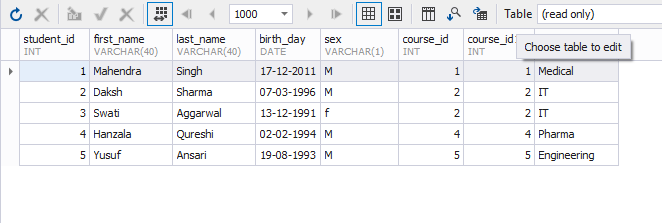 1000 Table (read only)
student_id first_name last_name birth_day sex course_id course_id1
INT VARCHAR(40) VARCHAR(40) DATE VARCHAR(1) INT INT
Choose table to edit
1 Mahendra Singh 17-12-2011 M 1 1 Medical
2 Daksh Sharma 07-03-1996 M 2 2 IT
3 Swati Aggarwal 13-12-1991 f 2 2 IT
4 Hanzala Qureshi 02-02-1994 M 4 4 Pharma
5 Yusuf Ansari 19-08-1993 M 5 5 Engineering